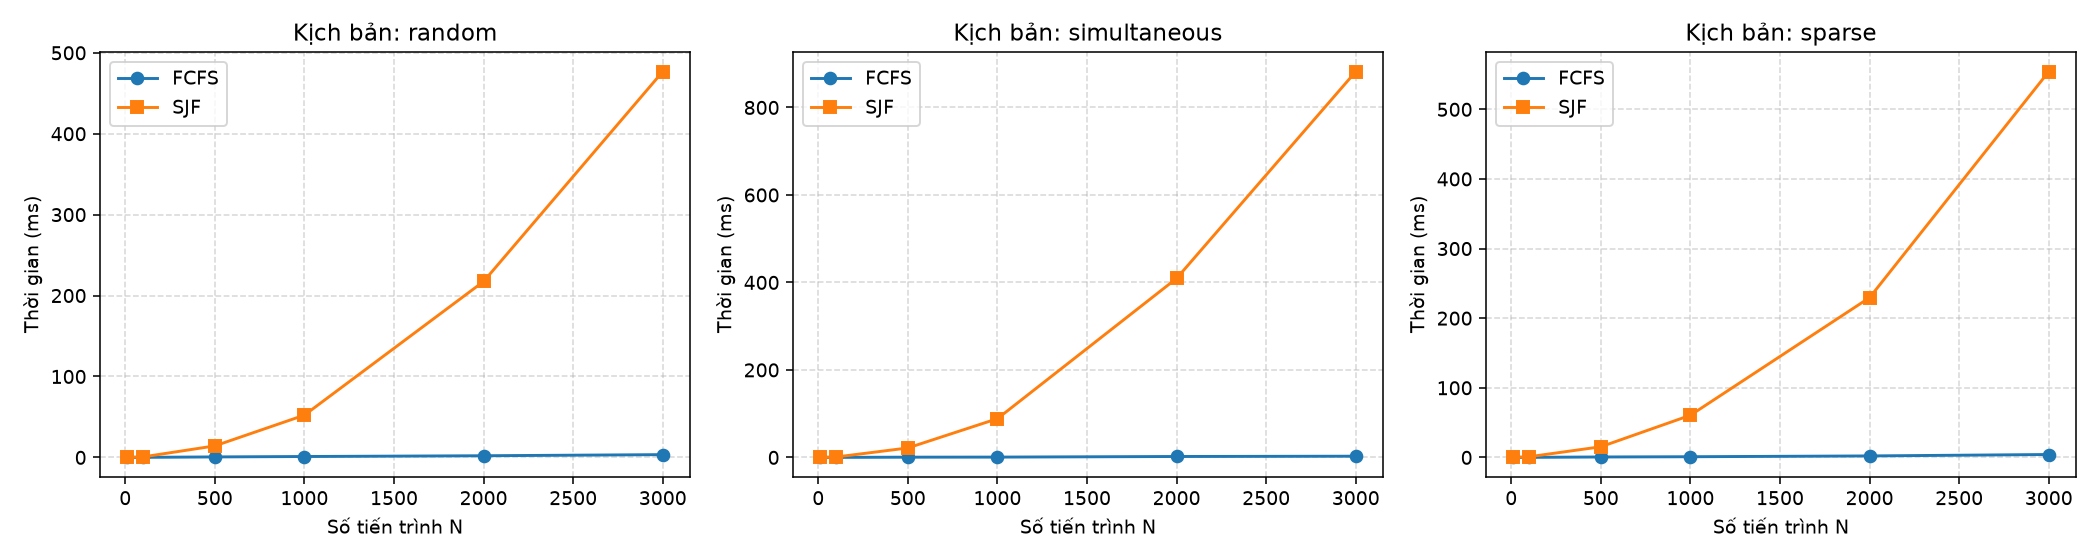 Kịch bản: random
500
400
300
200
100
0
Thời gian (ms)
FCFS
SJF
0 500 1000 1500 2000 2500 3000
Số tiến trình N
Kịch bản: simultaneous
800
600
400
200
0
Thời gian (ms)
FCFS
SJF
0 500 1000 1500 2000 2500 3000
Số tiến trình N
Kịch bản: sparse
500
400
300
200
100
0
Thời gian (ms)
FCFS
SJF
0 500 1000 1500 2000 2500 3000
Số tiến trình N